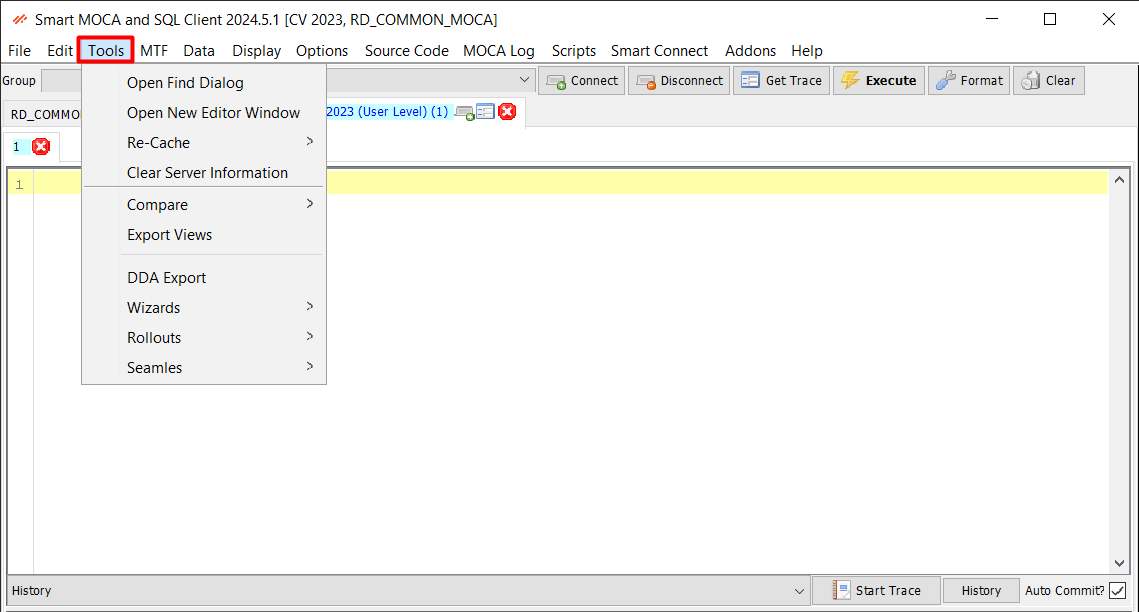 Smart MOCA and SQL Client 2024.5.1 [CV 2023, RD_COMMON_MOCA]
File Edit Tools MTF Data Display Options Source Code MOCA Log Scripts Smart Connect Addons Help
Group Connect Disconnect Get Trace Execute Format Clear
Open Find Dialog
RD_COMMO 2023 (User Level) (1)
Open New Editor Window
1
Re-Cache
Clear Server Information
1
Compare
Export Views
DDA Export
Wizards
Rollouts
Seamles
History Start Trace History Auto Commit?